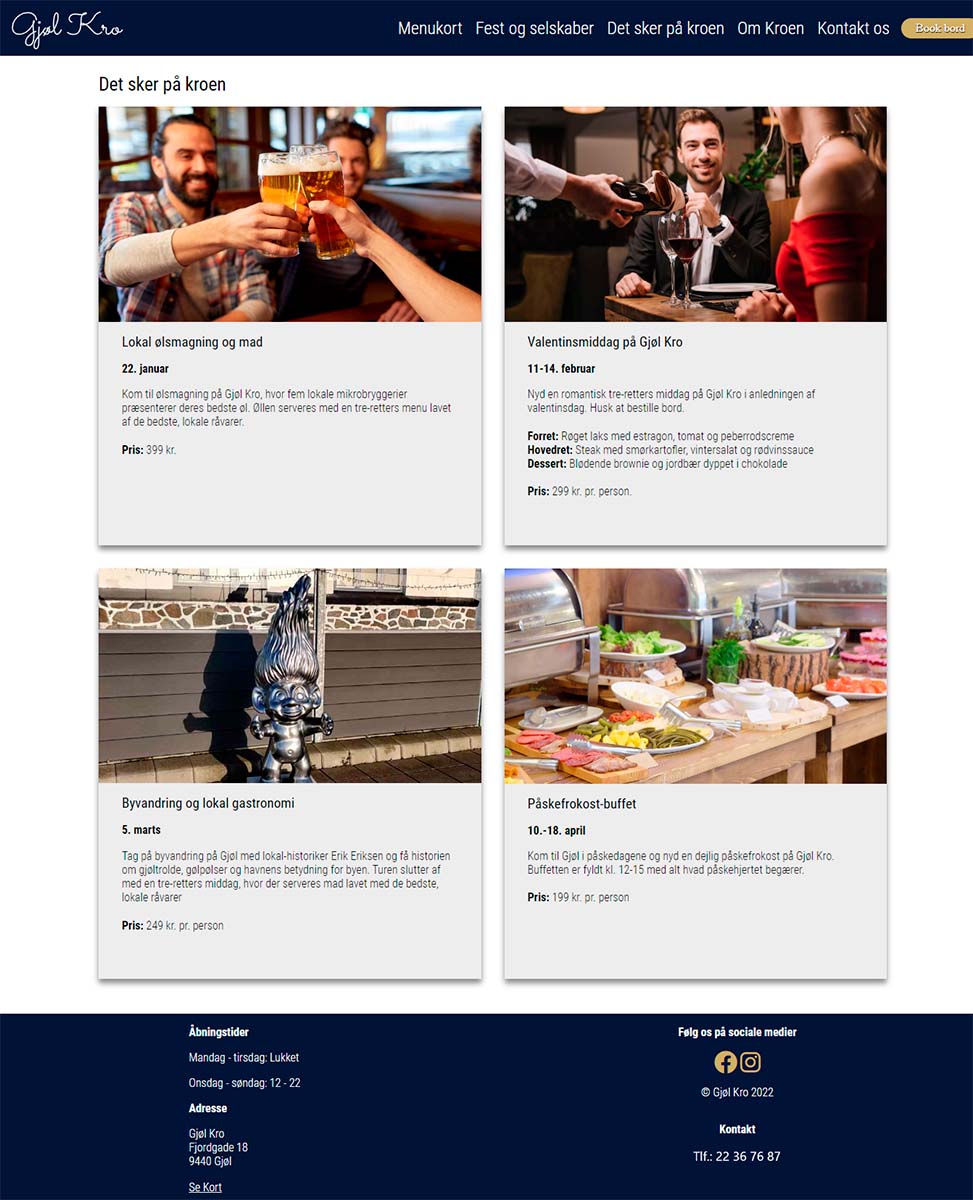 Gjøl Kro
Menukort Fest og selskaber Det sker på kroen Om Kroen Kontakt os Book bord
Det sker på kroen
Lokal ølsmagning og mad
22. januar
Kom til ølsmagning på Gjøl Kro, hvor fem lokale mikrobryggerier
præsenterer deres bedste øl. Øllen serveres med en tre-retters menu lavet
af de bedste, lokale råvarer.
Pris: 399 kr.
Valentinsmiddag på Gjøl Kro
11-14. februar
Nyd en romantisk tre-retters middag på Gjøl Kro i anledningen af
valentinsdag. Husk at bestille bord.
Forret: Røget laks med estragon, tomat og peberrodscreme
Hovedret: Steak med smørkartofler, vintersalat og rødvinssauce
Dessert: Blødende brownie og jordbær dyppet i chokolade
Pris: 299 kr. pr. person.
Byvandring og lokal gastronomi
5. marts
Tag på byvandring på Gjøl med lokal-historiker Erik Eriksen og få historien
om gjøltrolde, gølpølser og havnens betydning for byen. Turen slutter af
med en tre-retters middag, hvor der serveres mad lavet med de bedste,
lokale råvarer
Pris: 249 kr. pr. person
Påskefrokost-buffet
10.-18. april
Kom til Gjøl i påskedagene og nyd en dejlig påskefrokost på Gjøl Kro.
Buffetten er fyldt kl. 12-15 med alt hvad påskehjertet begærer.
Pris: 199 kr. pr. person
Åbningstider
Mandag - tirsdag: Lukket
Onsdag - søndag: 12 - 22
Adresse
Gjøl Kro
Fjordgade 18
9440 Gjøl
Se Kort
Følg os på sociale medier
© Gjøl Kro 2022
Kontakt
Tlf.: 22 36 76 87